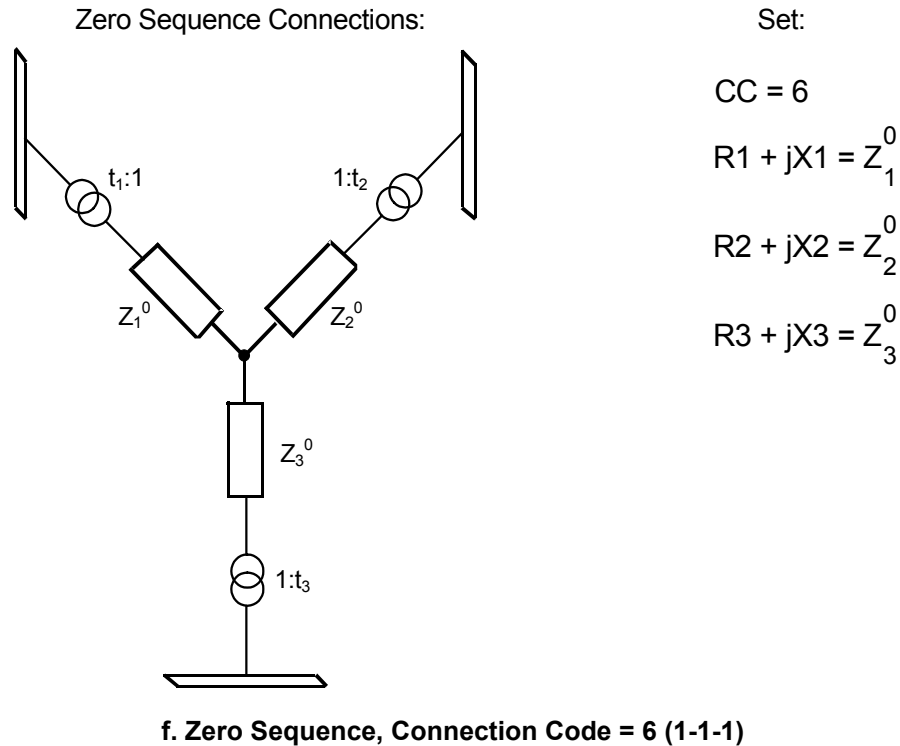 Zero Sequence Connections:
Set:
CC = 6
R1 + jX1 = Z₁⁰
R2 + jX2 = Z₂⁰
R3 + jX3 = Z₃⁰
t₁:1
1:t₂
Z₁⁰
Z₂⁰
Z₃⁰
1:t₃
f. Zero Sequence, Connection Code = 6 (1-1-1)